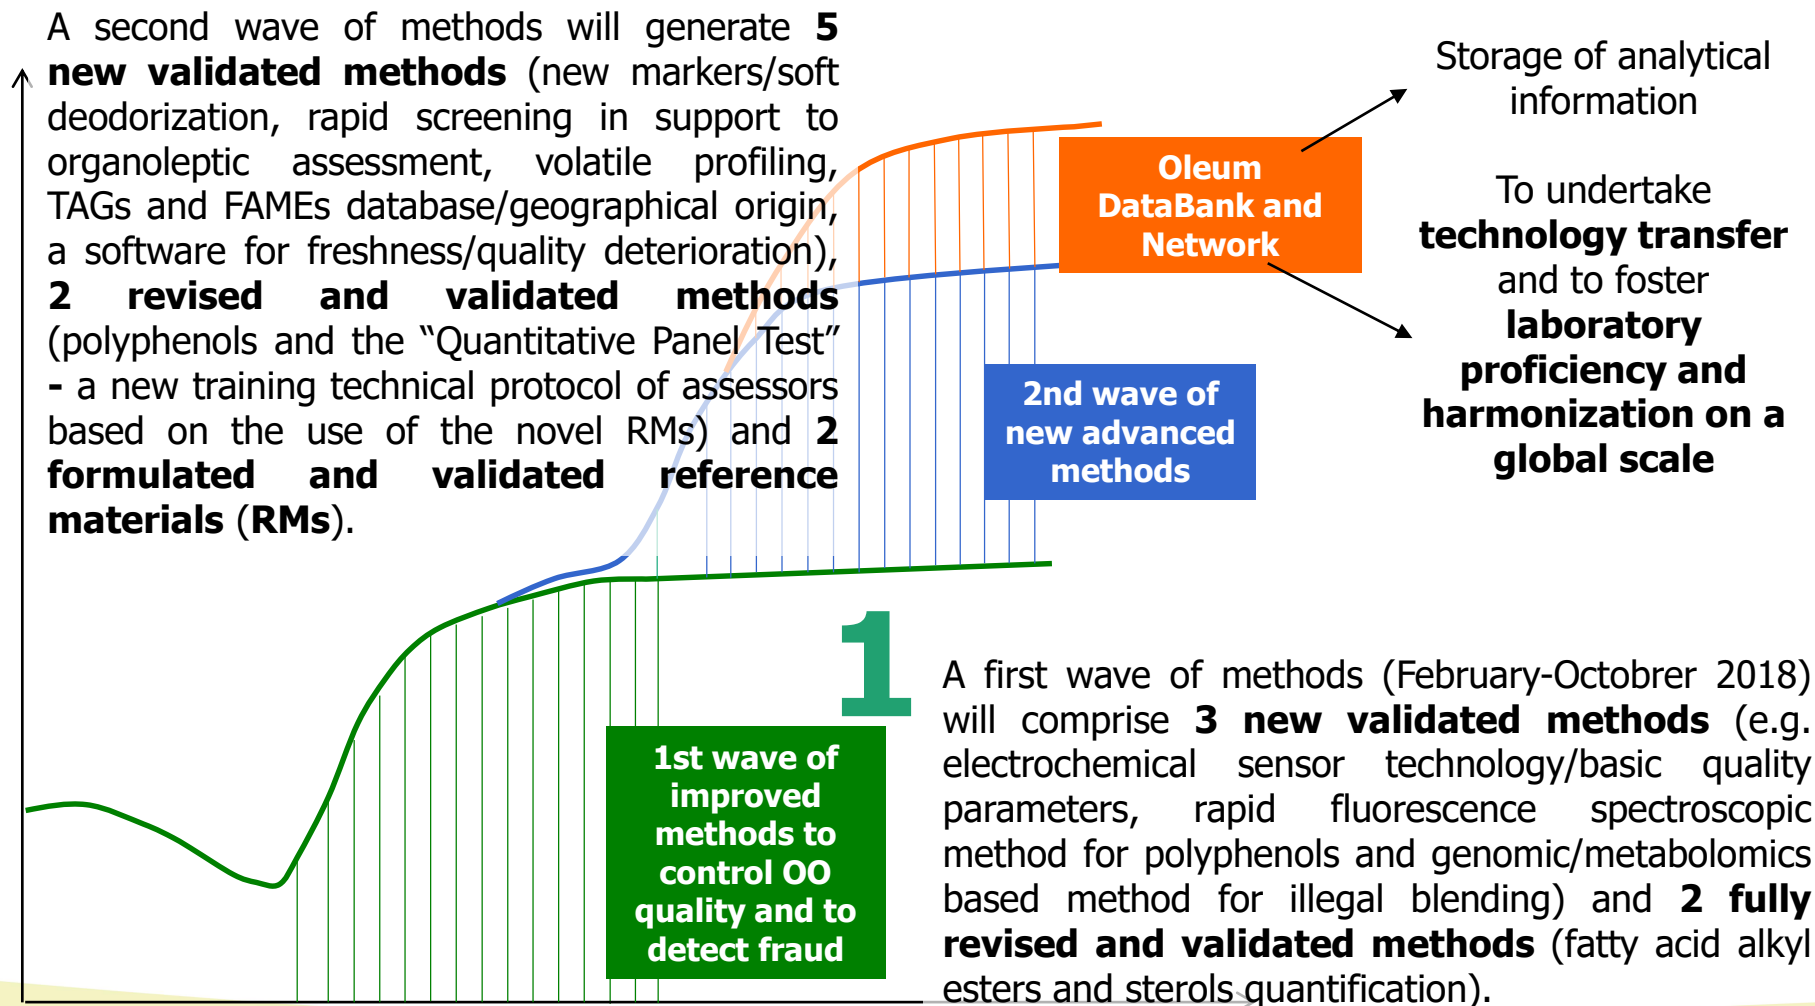 A second wave of methods will generate 5
new validated methods (new markers/soft
deodorization, rapid screening in support to
organoleptic assessment, volatile profiling,
TAGs and FAMEs database/geographical origin,
a software for freshness/quality deterioration),
2 revised and validated methods
(polyphenols and the “Quantitative Panel Test”
- a new training technical protocol of assessors
based on the use of the novel RMs) and 2
formulated and validated reference
materials (RMs).
Storage of analytical
information
Oleum
DataBank and
Network
To undertake
technology transfer
and to foster
laboratory
proficiency and
harmonization on a
global scale
2nd wave of
new advanced
methods
1
1st wave of
improved
methods to
control OO
quality and to
detect fraud
A first wave of methods (February-Octobrer 2018)
will comprise 3 new validated methods (e.g.
electrochemical sensor technology/basic quality
parameters, rapid fluorescence spectroscopic
method for polyphenols and genomic/metabolomics
based method for illegal blending) and 2 fully
revised and validated methods (fatty acid alkyl
esters and sterols quantification).